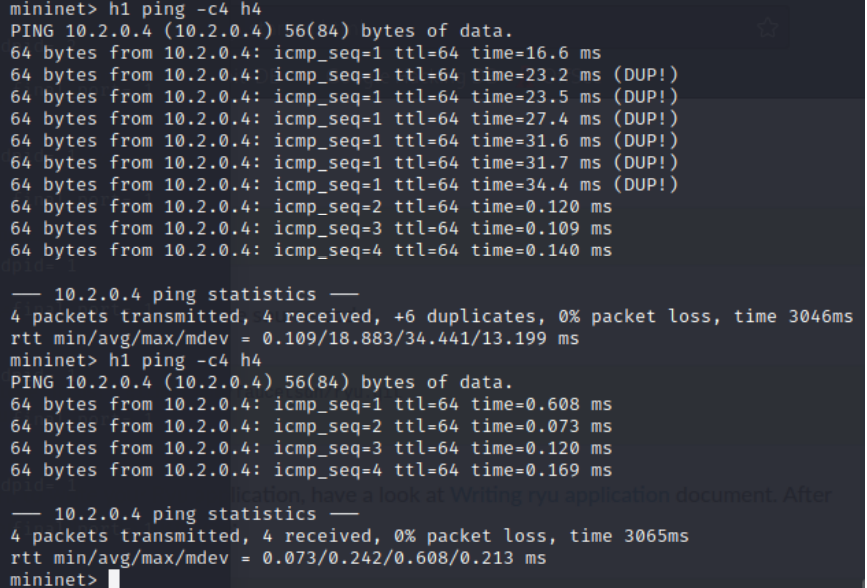 mininet> h1 ping -c4 h4
PING 10.2.0.4 (10.2.0.4) 56(84) bytes of data.
64 bytes from 10.2.0.4: icmp_seq=1 ttl=64 time=16.6 ms
64 bytes from 10.2.0.4: icmp_seq=1 ttl=64 time=23.2 ms (DUP!)
64 bytes from 10.2.0.4: icmp_seq=1 ttl=64 time=23.5 ms (DUP!)
64 bytes from 10.2.0.4: icmp_seq=1 ttl=64 time=27.4 ms (DUP!)
64 bytes from 10.2.0.4: icmp_seq=1 ttl=64 time=31.6 ms (DUP!)
64 bytes from 10.2.0.4: icmp_seq=1 ttl=64 time=31.7 ms (DUP!)
64 bytes from 10.2.0.4: icmp_seq=1 ttl=64 time=34.4 ms (DUP!)
64 bytes from 10.2.0.4: icmp_seq=2 ttl=64 time=0.120 ms
64 bytes from 10.2.0.4: icmp_seq=3 ttl=64 time=0.109 ms
64 bytes from 10.2.0.4: icmp_seq=4 ttl=64 time=0.140 ms
--- 10.2.0.4 ping statistics ---
4 packets transmitted, 4 received, +6 duplicates, 0% packet loss, time 3046ms
rtt min/avg/max/mdev = 0.109/18.883/34.441/13.199 ms
mininet> h1 ping -c4 h4
PING 10.2.0.4 (10.2.0.4) 56(84) bytes of data.
64 bytes from 10.2.0.4: icmp_seq=1 ttl=64 time=0.608 ms
64 bytes from 10.2.0.4: icmp_seq=2 ttl=64 time=0.073 ms
64 bytes from 10.2.0.4: icmp_seq=3 ttl=64 time=0.120 ms
64 bytes from 10.2.0.4: icmp_seq=4 ttl=64 time=0.169 ms
lication, have a look at Writing ryu application document. After
--- 10.2.0.4 ping statistics ---
4 packets transmitted, 4 received, 0% packet loss, time 3065ms
rtt min/avg/max/mdev = 0.073/0.242/0.608/0.213 ms
mininet>